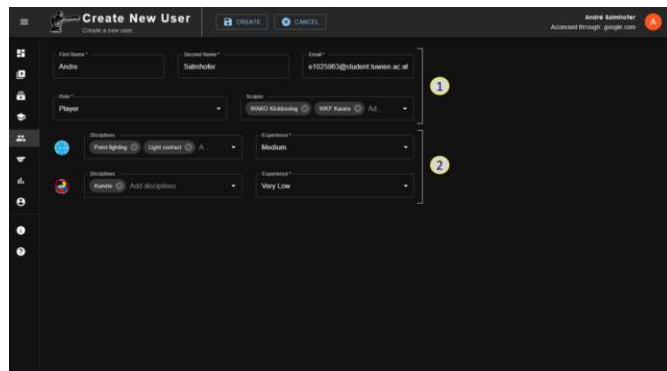 Create New User
Create a new user...
CREATE
CANCEL
André Salmhofer
Accessed through: google.com
A
First Name *
Andre
Second Name *
Salmhofer
Email *
e1025903@student.tuwien.ac.at
1
Role *
Player
Scopes
WAKO Kickboxing
WKF Karate
Ad...
Disciplines
Point fighting
Light contact
A...
Experience *
Medium
2
Disciplines
Kumite
Add disciplines
Experience *
Very Low